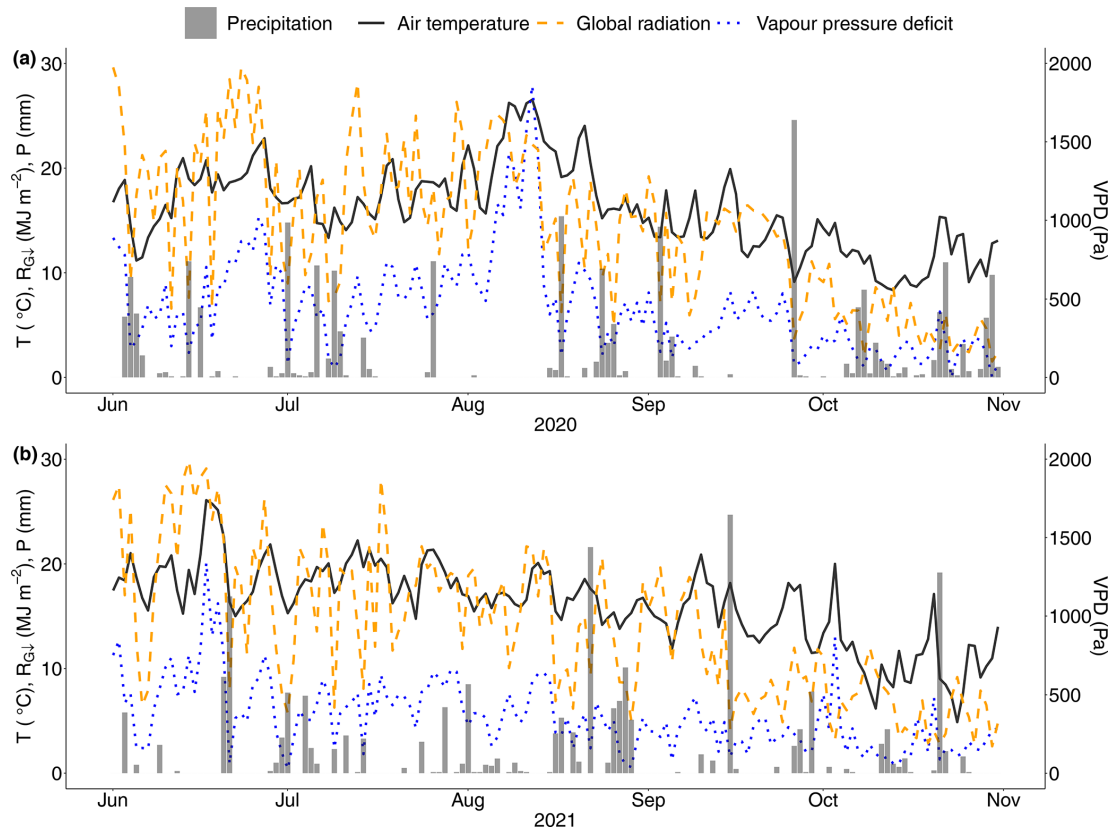 Precipitation Air temperature Global radiation Vapour pressure deficit
(a)
30
20
10
0
T ( °C), RG↓ (MJ m−2), P (mm)
2000
1500
1000
500
0
VPD (Pa)
Jun Jul Aug Sep Oct Nov
2020
(b)
30
20
10
0
T ( °C), RG↓ (MJ m−2), P (mm)
2000
1500
1000
500
0
VPD (Pa)
Jun Jul Aug Sep Oct Nov
2021